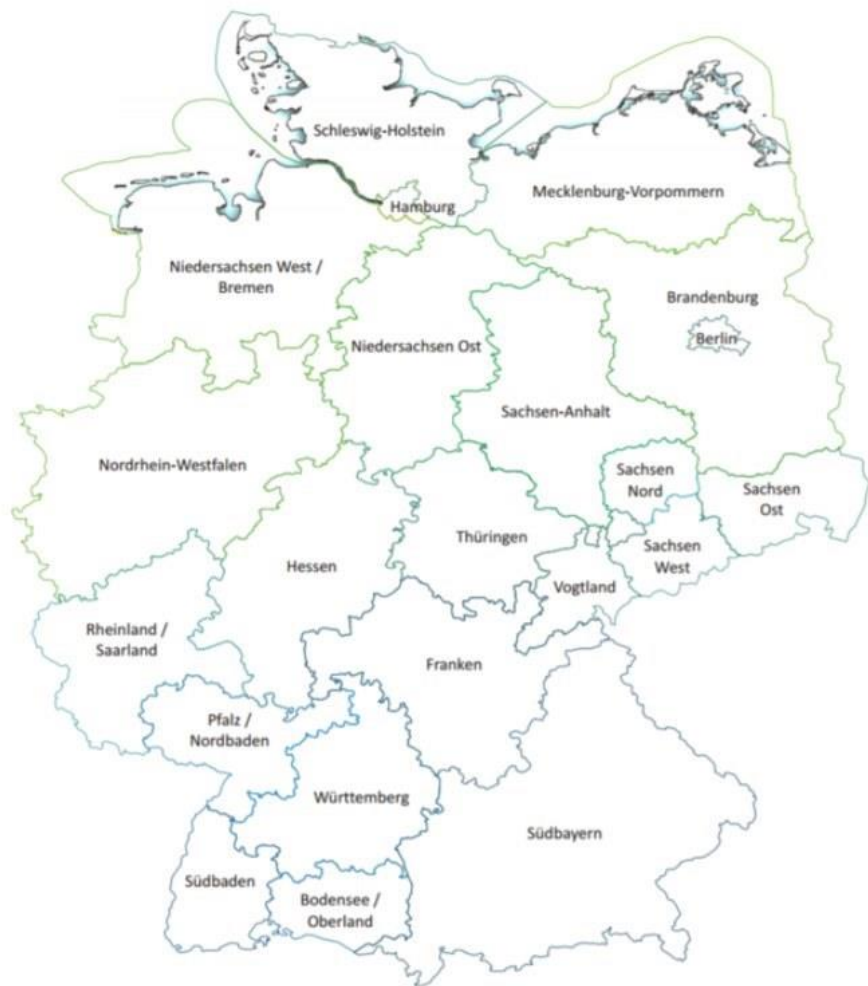 Schleswig-Holstein
Mecklenburg-Vorpommern
Hamburg
Niedersachsen West /
Bremen
Brandenburg
Berlin
Niedersachsen Ost
Sachsen-Anhalt
Nordrhein-Westfalen
Sachsen
Nord
Sachsen
Ost
Thüringen
Sachsen
West
Hessen
Vogtland
Rheinland /
Saarland
Franken
Pfalz /
Nordbaden
Württemberg
Südbayern
Südbaden
Bodensee /
Oberland